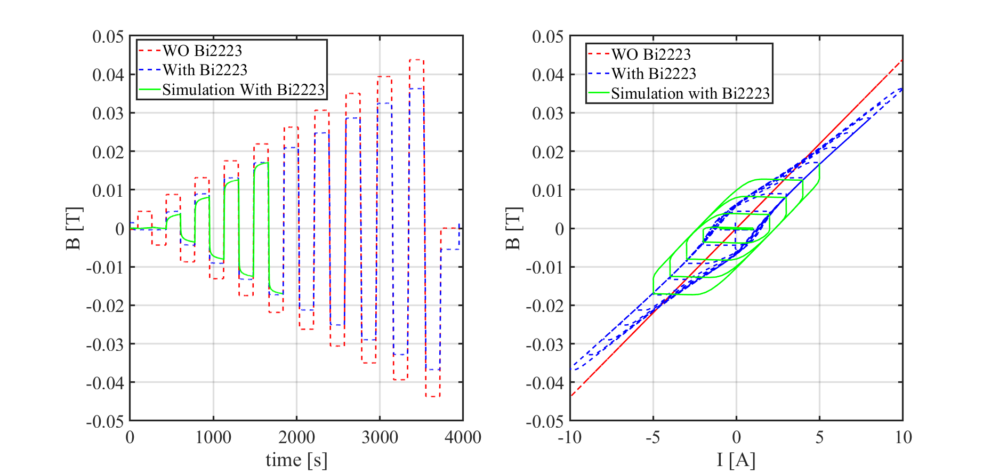 WO Bi2223
With Bi2223
Simulation With Bi2223
0.05
0.04
0.03
0.02
0.01
0
-0.01
-0.02
-0.03
-0.04
-0.05
B [T]
0 1000 2000 3000 4000
time [s]
WO Bi2223
With Bi2223
Simulation with Bi2223
0.05
0.04
0.03
0.02
0.01
0
-0.01
-0.02
-0.03
-0.04
-0.05
B [T]
-10 -5 0 5 10
I [A]